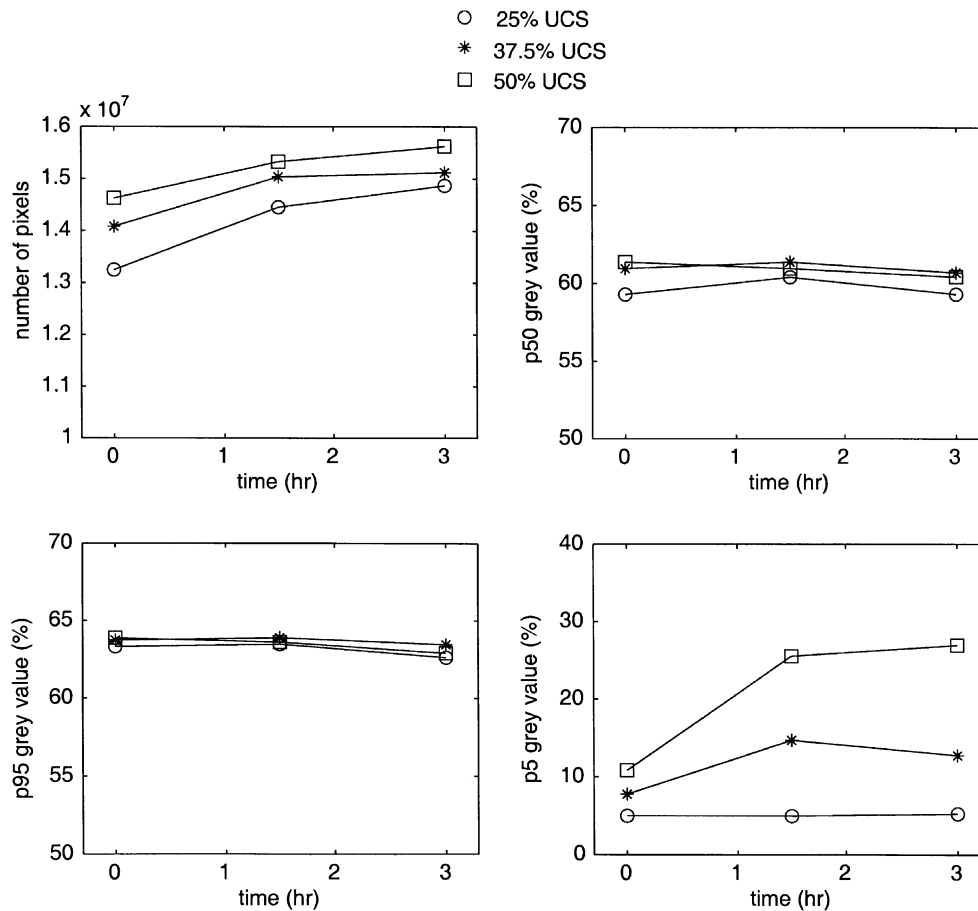 25% UCS
37.5% UCS
50% UCS
x 10^7
1.6
1.5
1.4
1.3
1.2
1.1
1
number of pixels
0 1 2 3
time (hr)
70
65
60
55
50
p50 grey value (%)
0 1 2 3
time (hr)
70
65
60
55
50
p95 grey value (%)
0 1 2 3
time (hr)
40
30
20
10
0
p5 grey value (%)
0 1 2 3
time (hr)